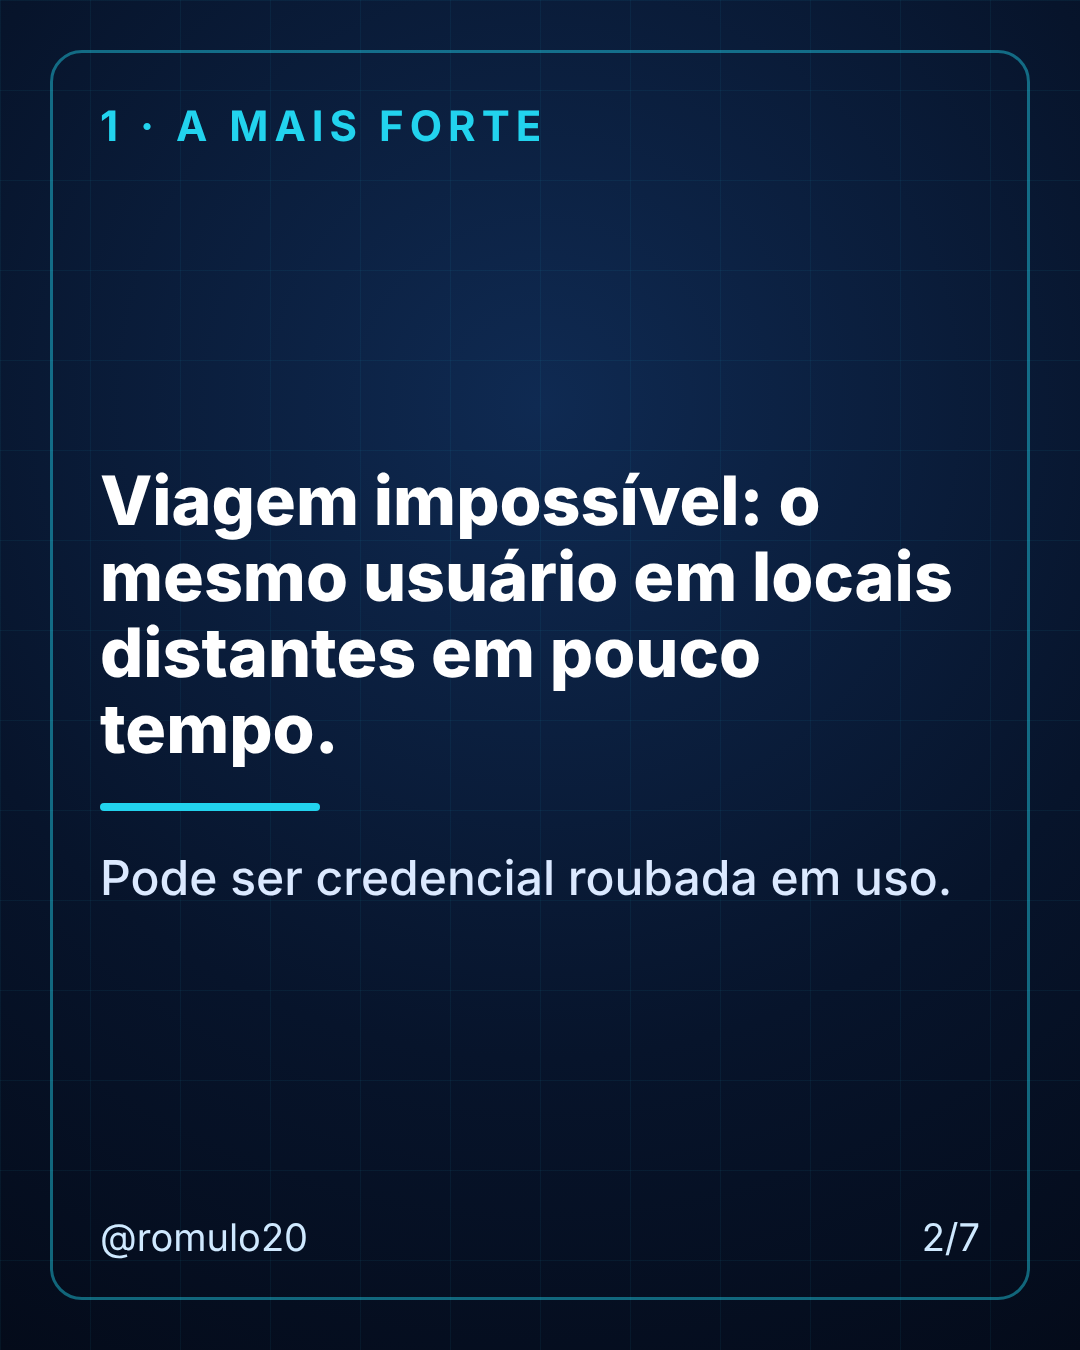 1 · A MAIS FORTE
Viagem impossível: o
mesmo usuário em locais
distantes em pouco
tempo.
Pode ser credencial roubada em uso.
@romulo20
2/7